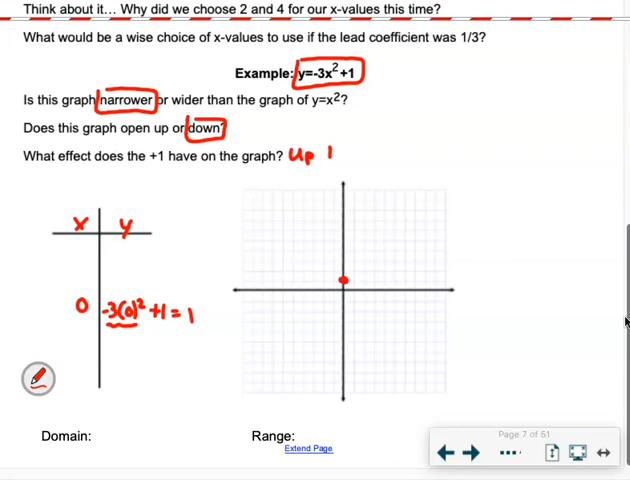 Think about it… Why did we choose 2 and 4 for our x-values this time?
What would be a wise choice of x-values to use if the lead coefficient was 1/3?
Example: y=-3x²+1
Is this graph narrower or wider than the graph of y=x²?
Does this graph open up or down?
What effect does the +1 have on the graph? Up 1
x y
0 -3(0)² +1 = 1
Domain: Range:
Extend Page
Page 7 of 51